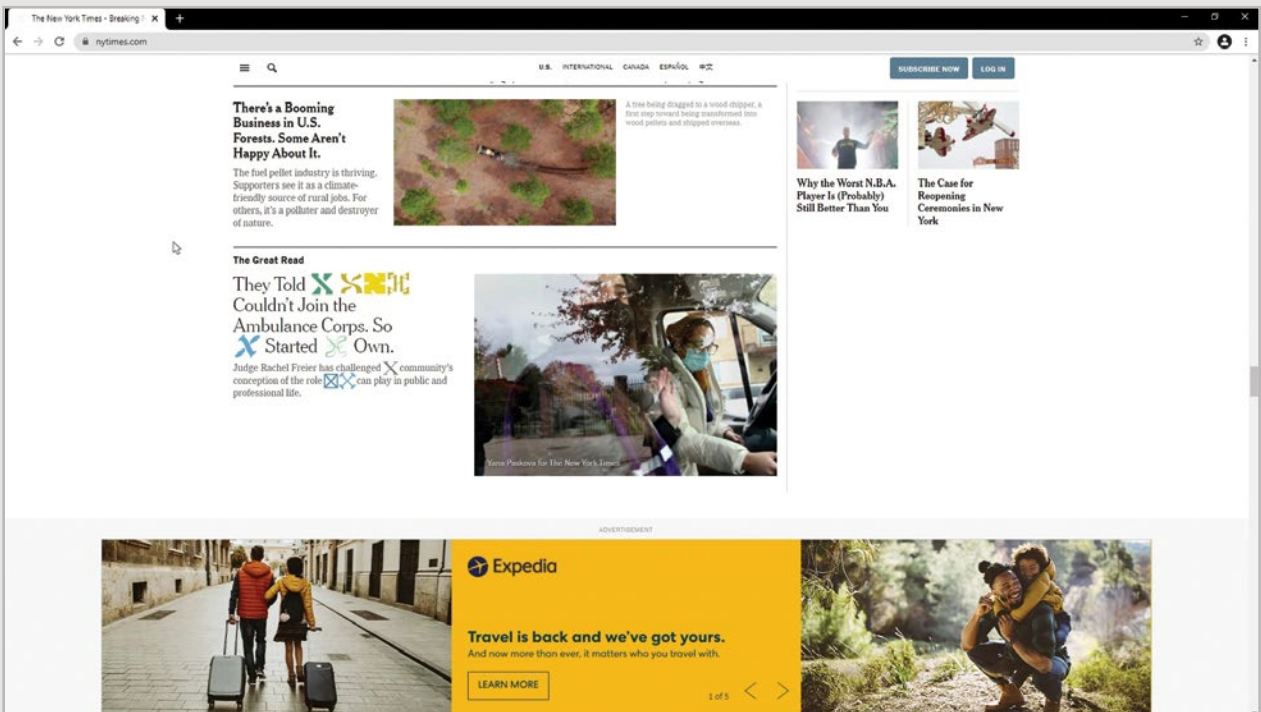 The New York Times - Breaking
nytimes.com
U.S. INTERNATIONAL CANADA ESPAÑOL 中文
SUBSCRIBE NOW LOG IN
There's a Booming
Business in U.S.
Forests. Some Aren't
Happy About It.
The fuel pellet industry is thriving.
Supporters see it as a climate-
friendly source of rural jobs. For
others, it's a polluter and destroyer
of nature.
A tree being dragged to a wood chipper, a
first step toward being transformed into
wood pellets and shipped overseas.
Why the Worst N.B.A.
Player Is (Probably)
Still Better Than You
The Case for
Reopening
Ceremonies in New
York
The Great Read
They Told
Couldn't Join the
Ambulance Corps. So
Started Own.
Judge Rachel Freier has challenged community's
conception of the role can play in public and
professional life.
Yana Paskova for The New York Times
ADVERTISEMENT
Expedia
Travel is back and we've got yours.
And now more than ever, it matters who you travel with.
LEARN MORE
1 of 5